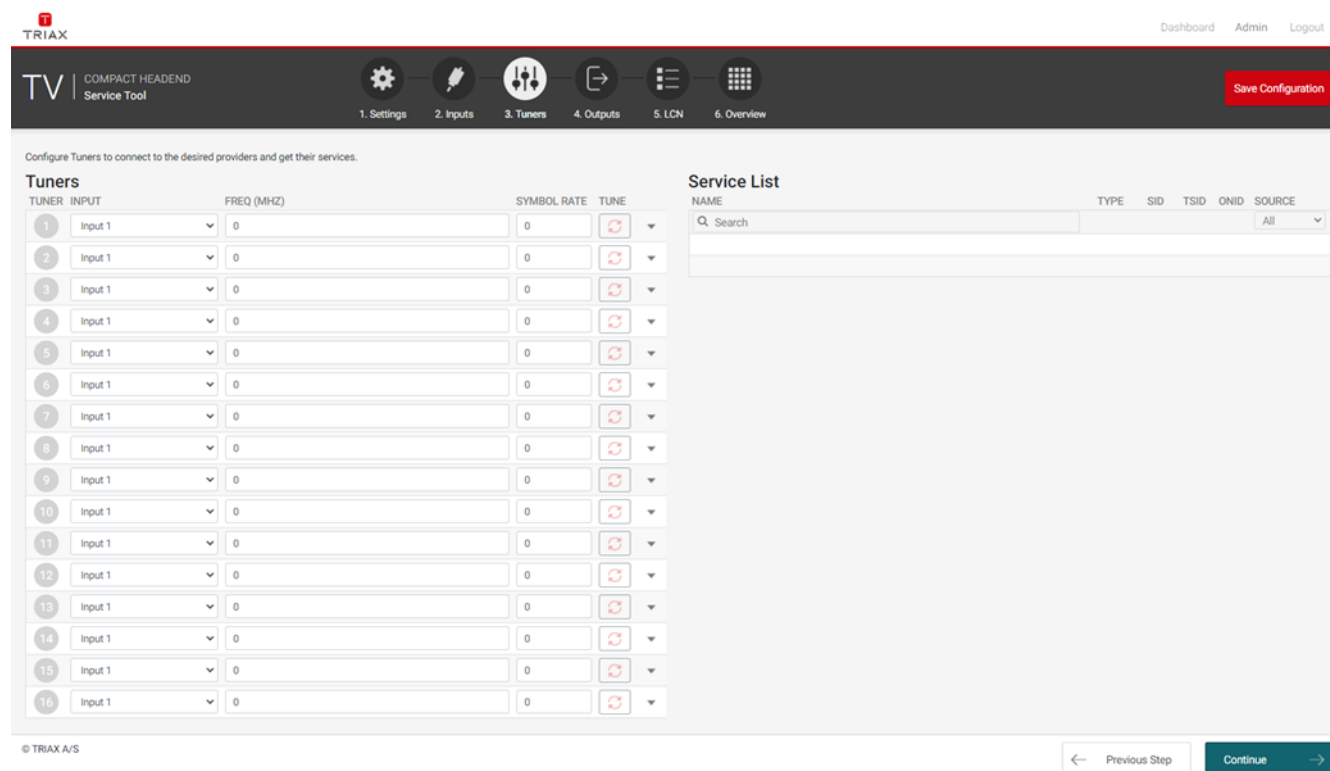 T
TRIAX
Dashboard Admin Logout
TV COMPACT HEADEND
Service Tool
1. Settings 2. Inputs 3. Tuners 4. Outputs 5. LCN 6. Overview
Save Configuration
Configure Tuners to connect to the desired providers and get their services.
Tuners
TUNER INPUT FREQ (MHZ) SYMBOL RATE TUNE
1 Input 1 0 0
2 Input 1 0 0
3 Input 1 0 0
4 Input 1 0 0
5 Input 1 0 0
6 Input 1 0 0
7 Input 1 0 0
8 Input 1 0 0
9 Input 1 0 0
10 Input 1 0 0
11 Input 1 0 0
12 Input 1 0 0
13 Input 1 0 0
14 Input 1 0 0
15 Input 1 0 0
16 Input 1 0 0
Service List
NAME TYPE SID TSID ONID SOURCE
Search All
© TRIAX A/S
Previous Step Continue